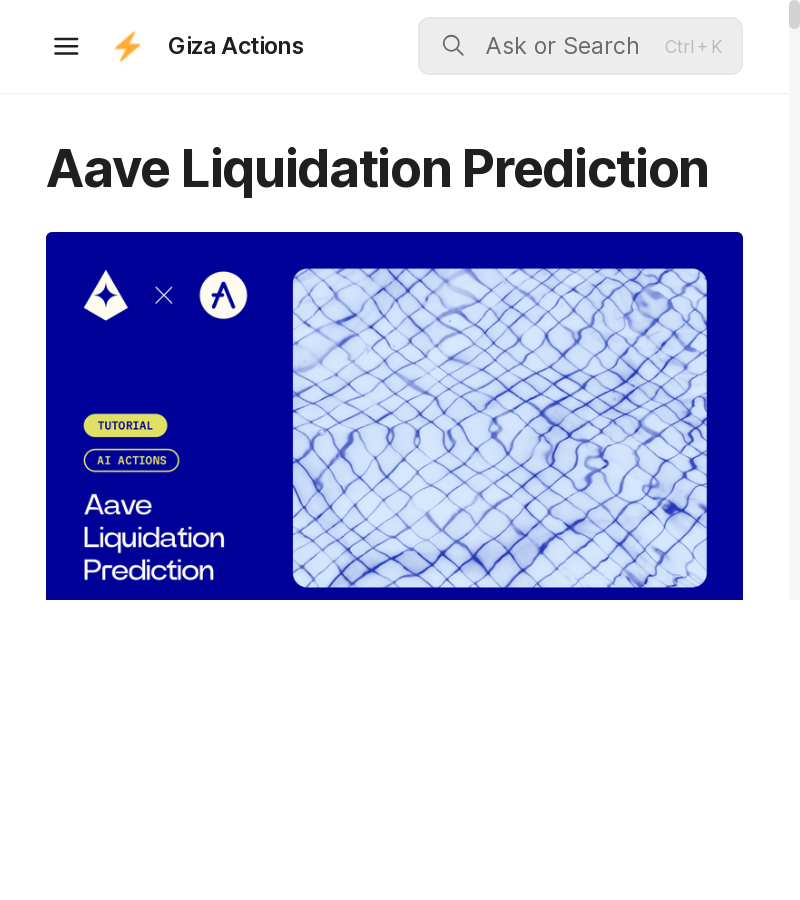 ⚡ Giza Actions
Ask or Search Ctrl + K
Aave Liquidation Prediction
TUTORIAL
AI ACTIONS
Aave
Liquidation
Prediction